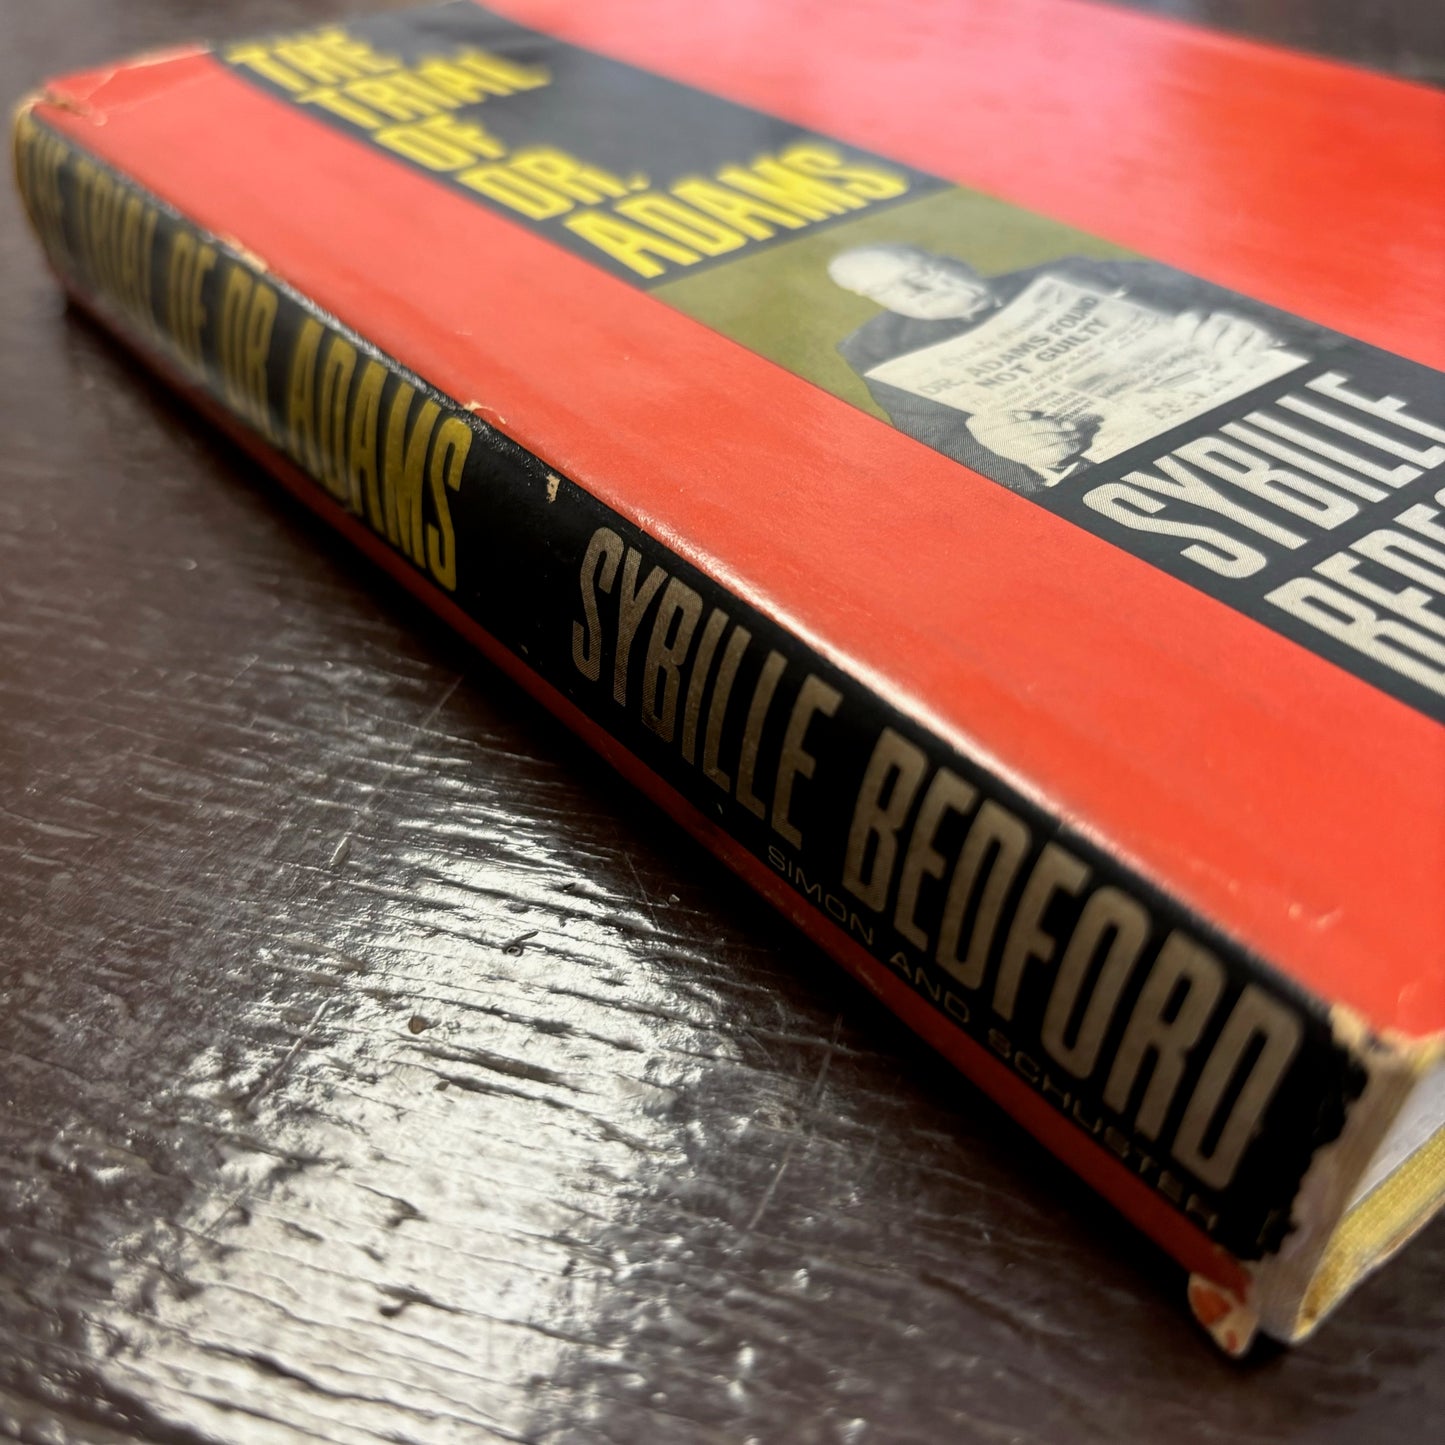 THE
TRIAL
OF
DR.
ADAMS
DR. ADAMS FOUND
NOT GUILTY
SYBILLE
THE TRIAL OF DR. ADAMS
SYBILLE BEDFORD
SIMON AND SCHUSTER